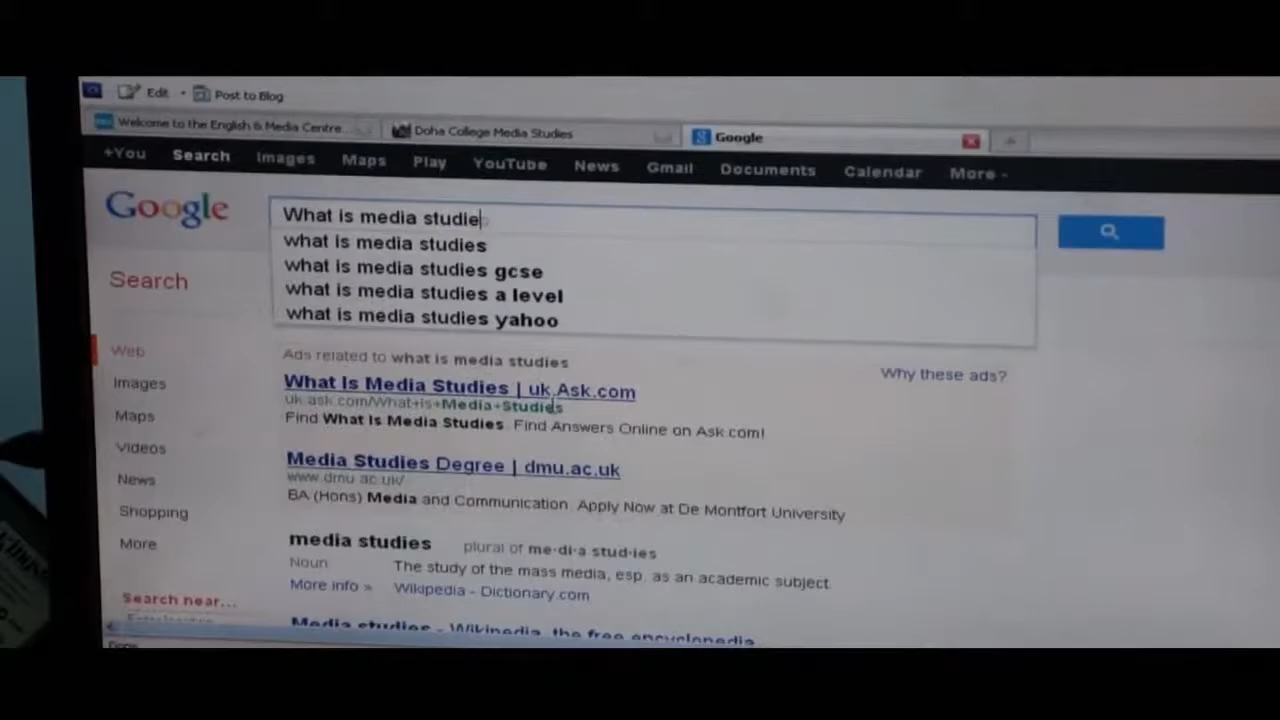 Edit Post to Blog
Welcome to the English & Media Centre... Doha College Media Studies Google
+You Search Images Maps Play YouTube News Gmail Documents Calendar More
Google
What is media studie
what is media studies
what is media studies gcse
what is media studies a level
what is media studies yahoo
Search
Web
Images
Maps
Videos
News
Shopping
More
Search near...
Ads related to what is media studies
Why these ads?
What Is Media Studies | uk.Ask.com
uk.ask.com/What+is+Media+Studies
Find What Is Media Studies. Find Answers Online on Ask.com!
Media Studies Degree | dmu.ac.uk
www.dmu.ac.uk/
BA (Hons) Media and Communication. Apply Now at De Montfort University
media studies plural of me·di·a stud·ies
Noun The study of the mass media, esp. as an academic subject.
More info » Wikipedia - Dictionary.com
Media studies - Wikipedia, the free encyclopedia
Done